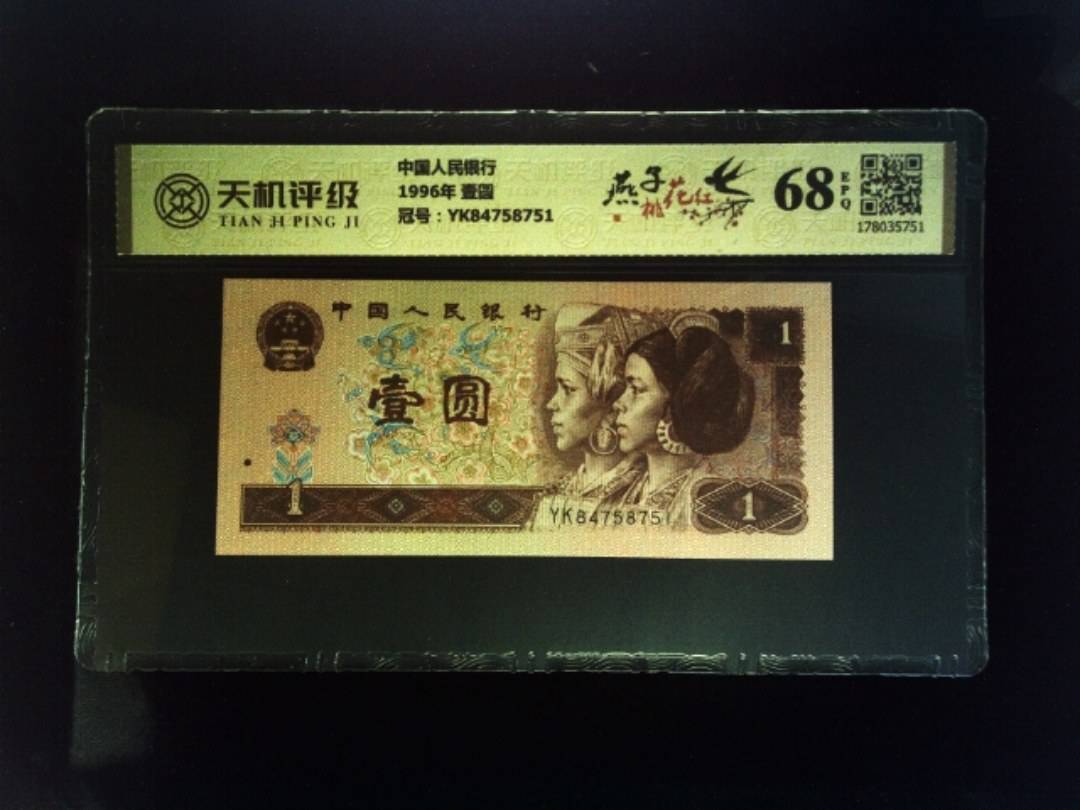 天机评级
TIAN JI PING JI
中国人民银行
1996年 壹圆
冠号：YK84758751
燕子
桃花红
68
EPQ
178035751
中国人民银行
壹圆
1
1
YK84758751
1